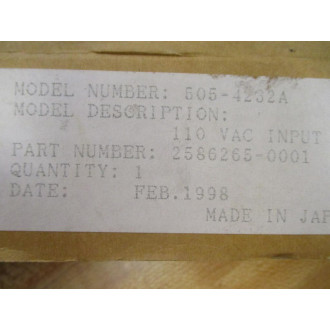 MODEL NUMBER: 505-4232A
MODEL DESCRIPTION:
110 VAC INPUT
PART NUMBER: 2586265-0001
QUANTITY: 1
DATE: FEB.1998
MADE IN JAP